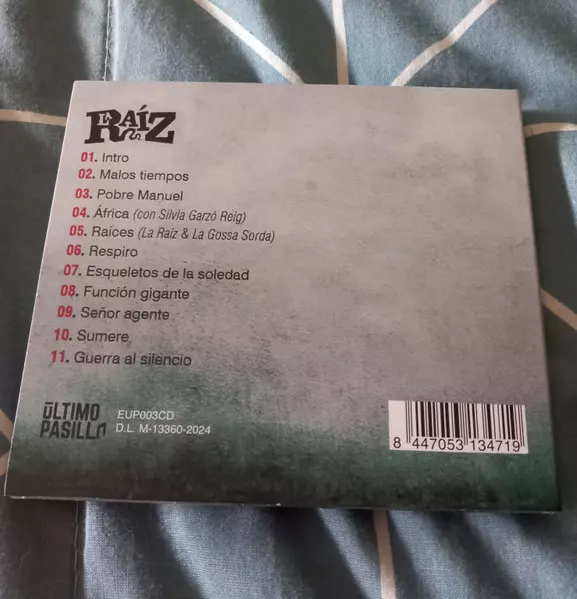 La RAÍZ
01. Intro
02. Malos tiempos
03. Pobre Manuel
04. África (con Silvia Garzó Reig)
05. Raíces (La Raíz & La Gossa Sorda)
06. Respiro
07. Esqueletos de la soledad
08. Función gigante
09. Señor agente
10. Sumere
11. Guerra al silencio
ÚLTIMO
PASILLO
EUP003CD
D.L. M-13360-2024
8 447053 134719